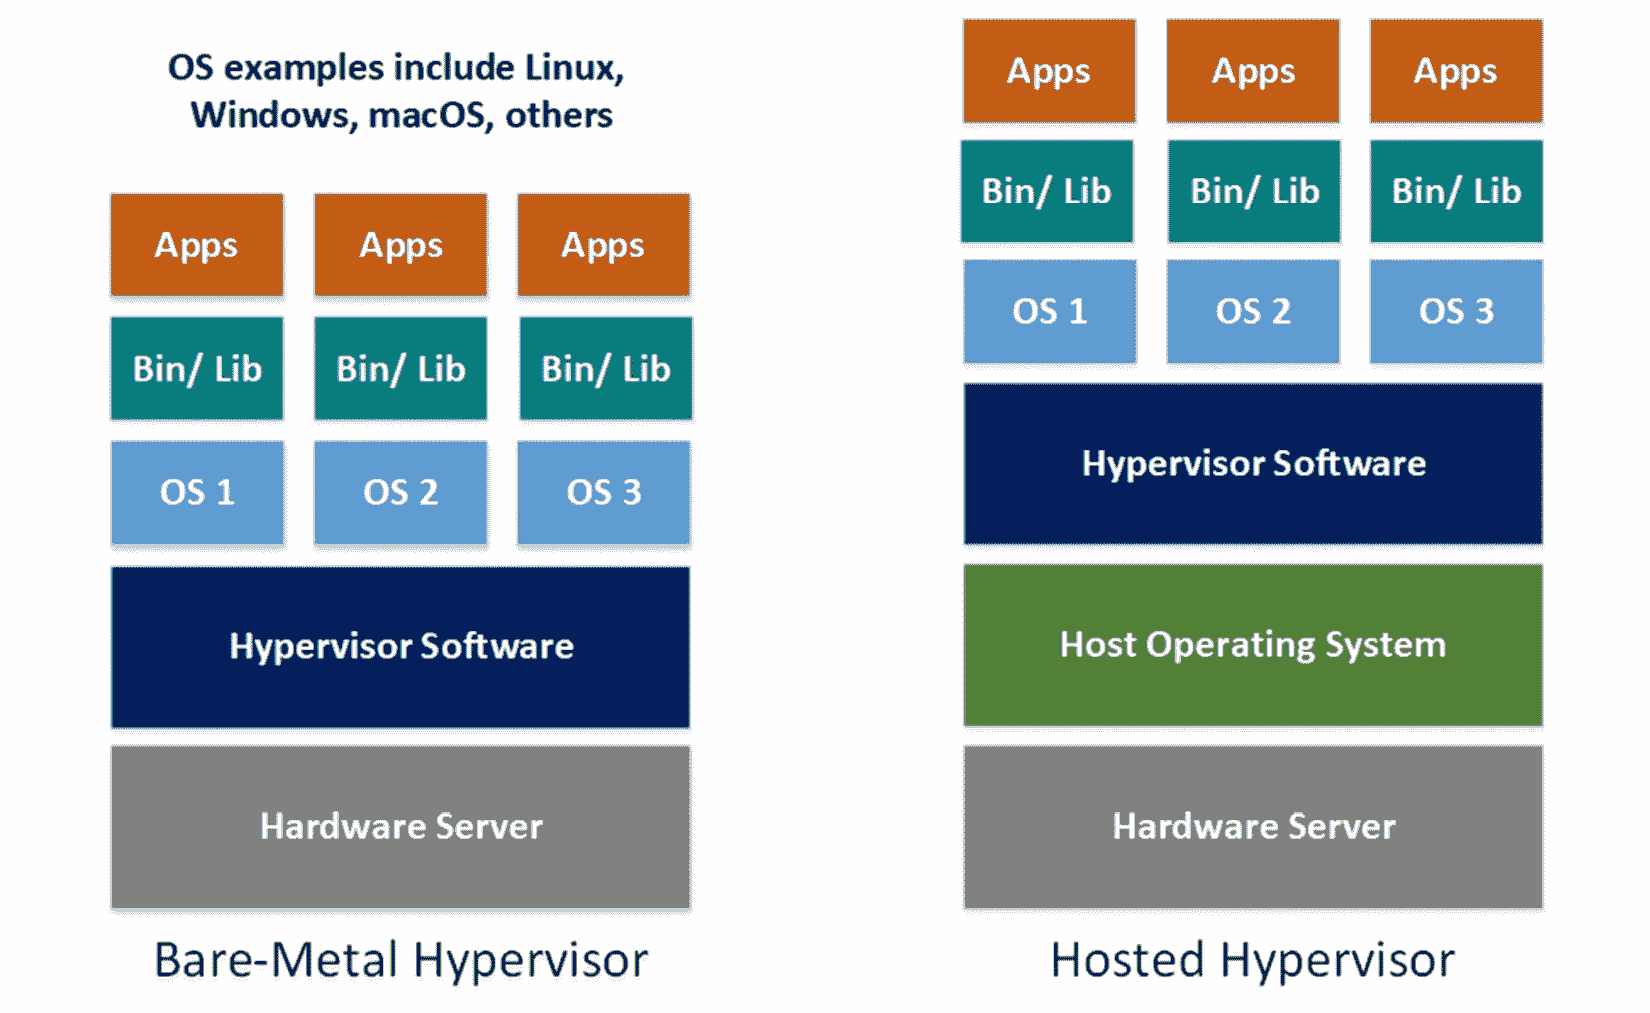 OS examples include Linux,
Windows, macOS, others
Apps Apps Apps
Bin/ Lib Bin/ Lib Bin/ Lib
OS 1 OS 2 OS 3
Hypervisor Software
Hardware Server
Bare-Metal Hypervisor
Apps Apps Apps
Bin/ Lib Bin/ Lib Bin/ Lib
OS 1 OS 2 OS 3
Hypervisor Software
Host Operating System
Hardware Server
Hosted Hypervisor